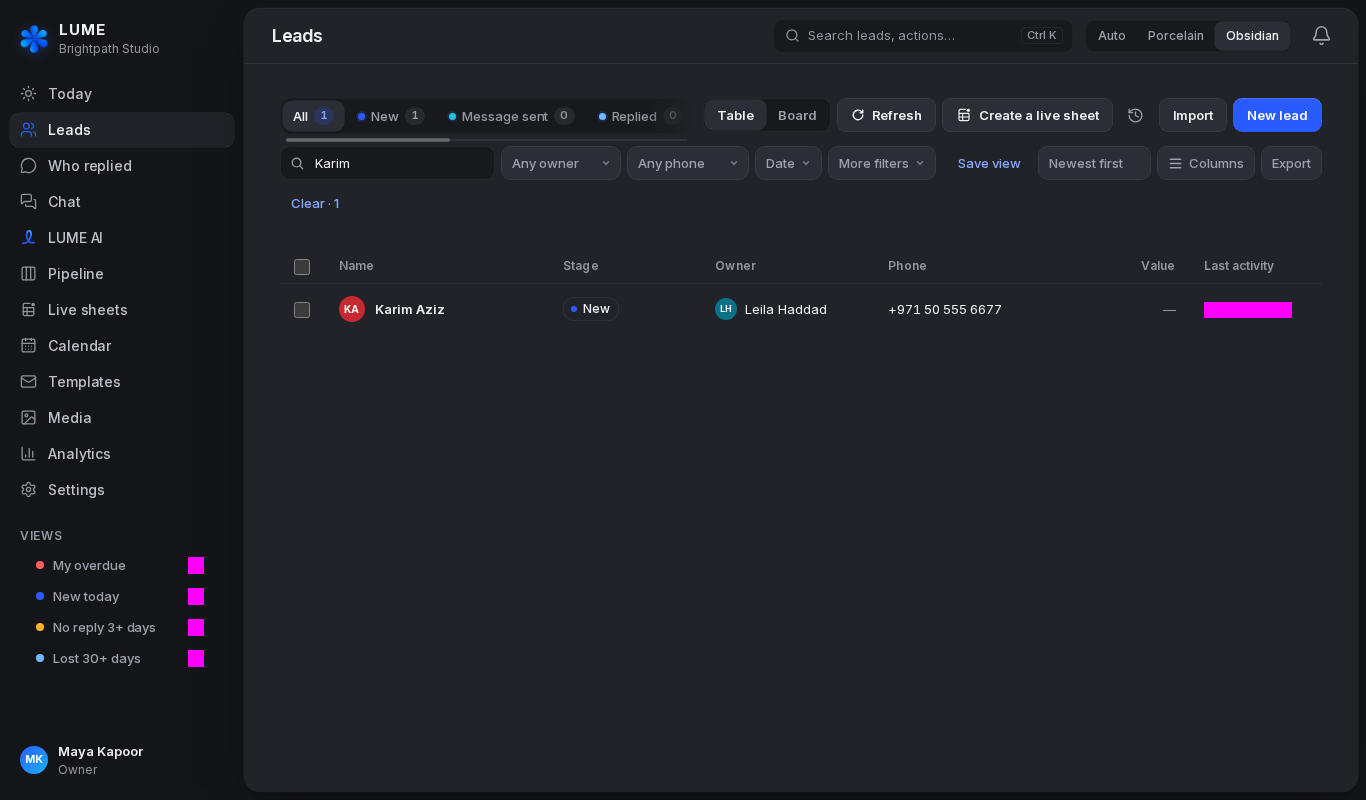 LUME
Brightpath Studio
Today
Leads
Who replied
Chat
LUME AI
Pipeline
Live sheets
Calendar
Templates
Media
Analytics
Settings
VIEWS
My overdue
New today
No reply 3+ days
Lost 30+ days
MK
Maya Kapoor
Owner
Leads
Search leads, actions…
Ctrl K
Auto
Porcelain
Obsidian
All 1
New 1
Message sent 0
Replied 0
Table
Board
Refresh
Create a live sheet
Import
New lead
Karim
Any owner
Any phone
Date
More filters
Save view
Newest first
Columns
Export
Clear · 1
Name Stage Owner Phone Value Last activity
KA Karim Aziz New LH Leila Haddad +971 50 555 6677 —